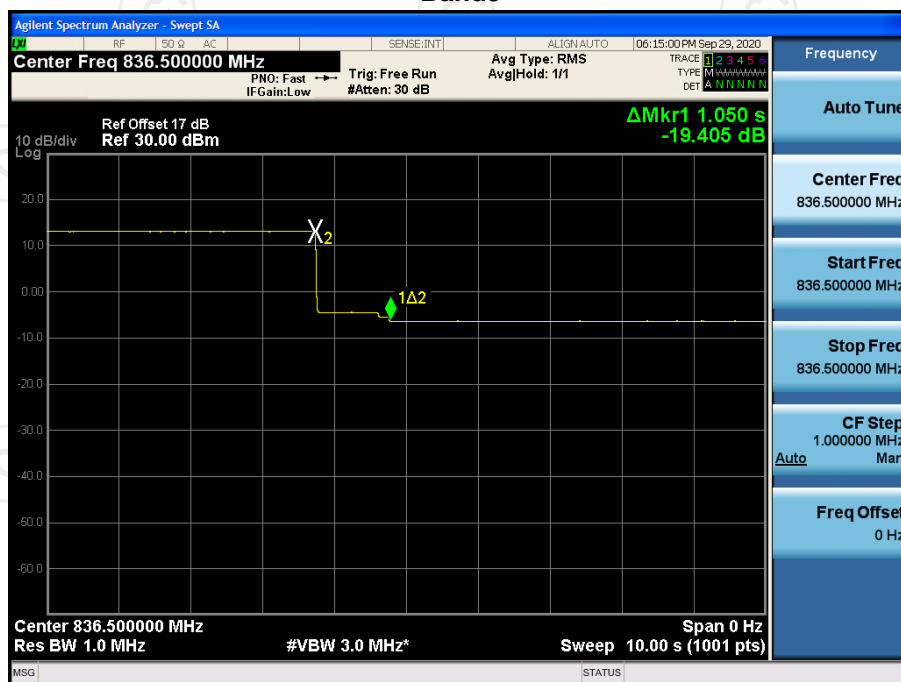 Agilent Spectrum Analyzer - Swept SA
LXI RF 50 Ω AC SENSE:INT ALIGN AUTO 06:15:00 PM Sep 29, 2020
Center Freq 836.500000 MHz
PNO: Fast
IFGain:Low
Trig: Free Run
#Atten: 30 dB
Avg Type: RMS
Avg|Hold: 1/1
TRACE 1 2 3 4 5 6
TYPE M
DET A N N N N N
ΔMkr1 1.050 s
-19.405 dB
Ref Offset 17 dB
10 dB/div Ref 30.00 dBm
Log
20.0
10.0
0.00
-10.0
-20.0
-30.0
-40.0
-50.0
-60.0
X2
1Δ2
Center 836.500000 MHz Span 0 Hz
Res BW 1.0 MHz #VBW 3.0 MHz* Sweep 10.00 s (1001 pts)
MSG STATUS
Frequency
Auto Tune
Center Freq
836.500000 MHz
Start Freq
836.500000 MHz
Stop Freq
836.500000 MHz
CF Step
1.000000 MHz
Auto Man
Freq Offset
0 Hz